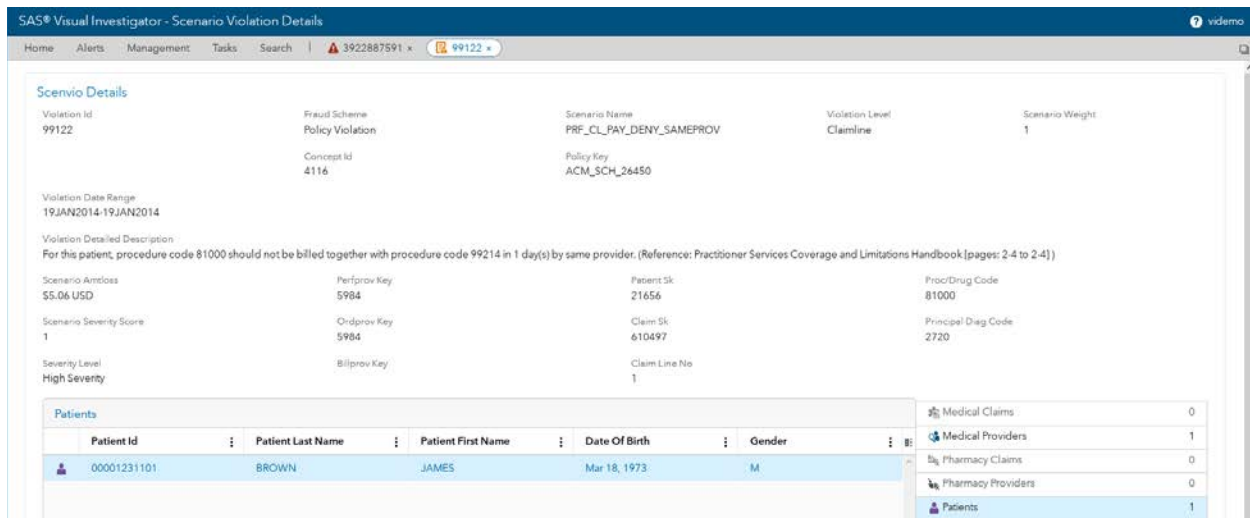 SAS® Visual Investigator - Scenario Violation Details
videmo
Home Alerts Management Tasks Search 3922887591 × 99122 ×
Scenvio Details
Violation Id Fraud Scheme Scenario Name Violation Level Scenario Weight
99122 Policy Violation PRF_CL_PAY_DENY_SAMEPROV Claimline 1
Concept Id Policy Key
4116 ACM_SCH_26450
Violation Date Range
19JAN2014-19JAN2014
Violation Detailed Description
For this patient, procedure code 81000 should not be billed together with procedure code 99214 in 1 day(s) by same provider. (Reference: Practitioner Services Coverage and Limitations Handbook [pages: 2-4 to 2-4] )
Scenario Amtloss Perfprov Key Patient Sk Proc/Drug Code
$5.06 USD 5984 21656 81000
Scenario Severity Score Ordprov Key Claim Sk Principal Diag Code
1 5984 610497 2720
Severity Level Billprov Key Claim Line No
High Severity 1
Patients
Patient Id Patient Last Name Patient First Name Date Of Birth Gender
00001231101 BROWN JAMES Mar 18, 1973 M
Medical Claims 0
Medical Providers 1
Pharmacy Claims 0
Pharmacy Providers 0
Patients 1